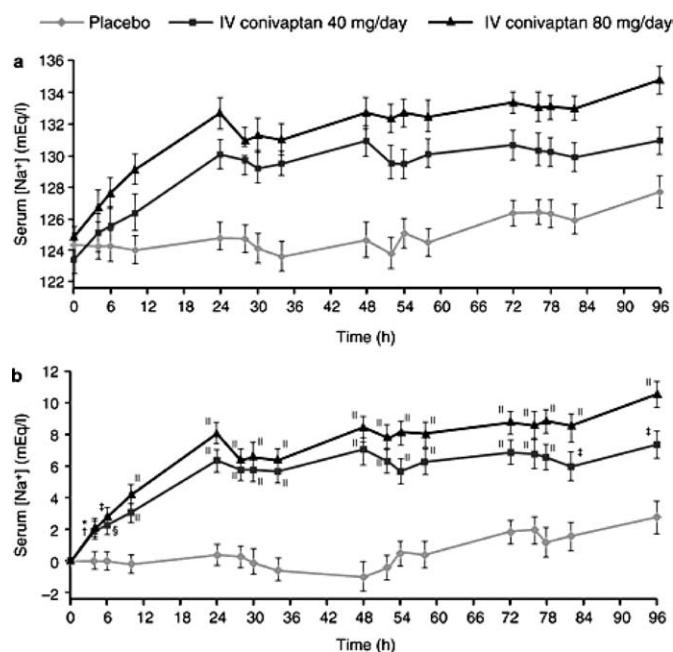 Placebo IV conivaptan 40 mg/day IV conivaptan 80 mg/day
a
Serum [Na⁺] (mEq/l)
136
134
132
130
128
126
124
122
0 6 12 18 24 30 36 42 48 54 60 66 72 78 84 90 96
Time (h)
b
Serum [Na⁺] (mEq/l)
12
10
8
6
4
2
0
−2
* † ‡ § || || || || || || || || || || || || || || || || || || || || || || ‡ || ‡
0 6 12 18 24 30 36 42 48 54 60 66 72 78 84 90 96
Time (h)